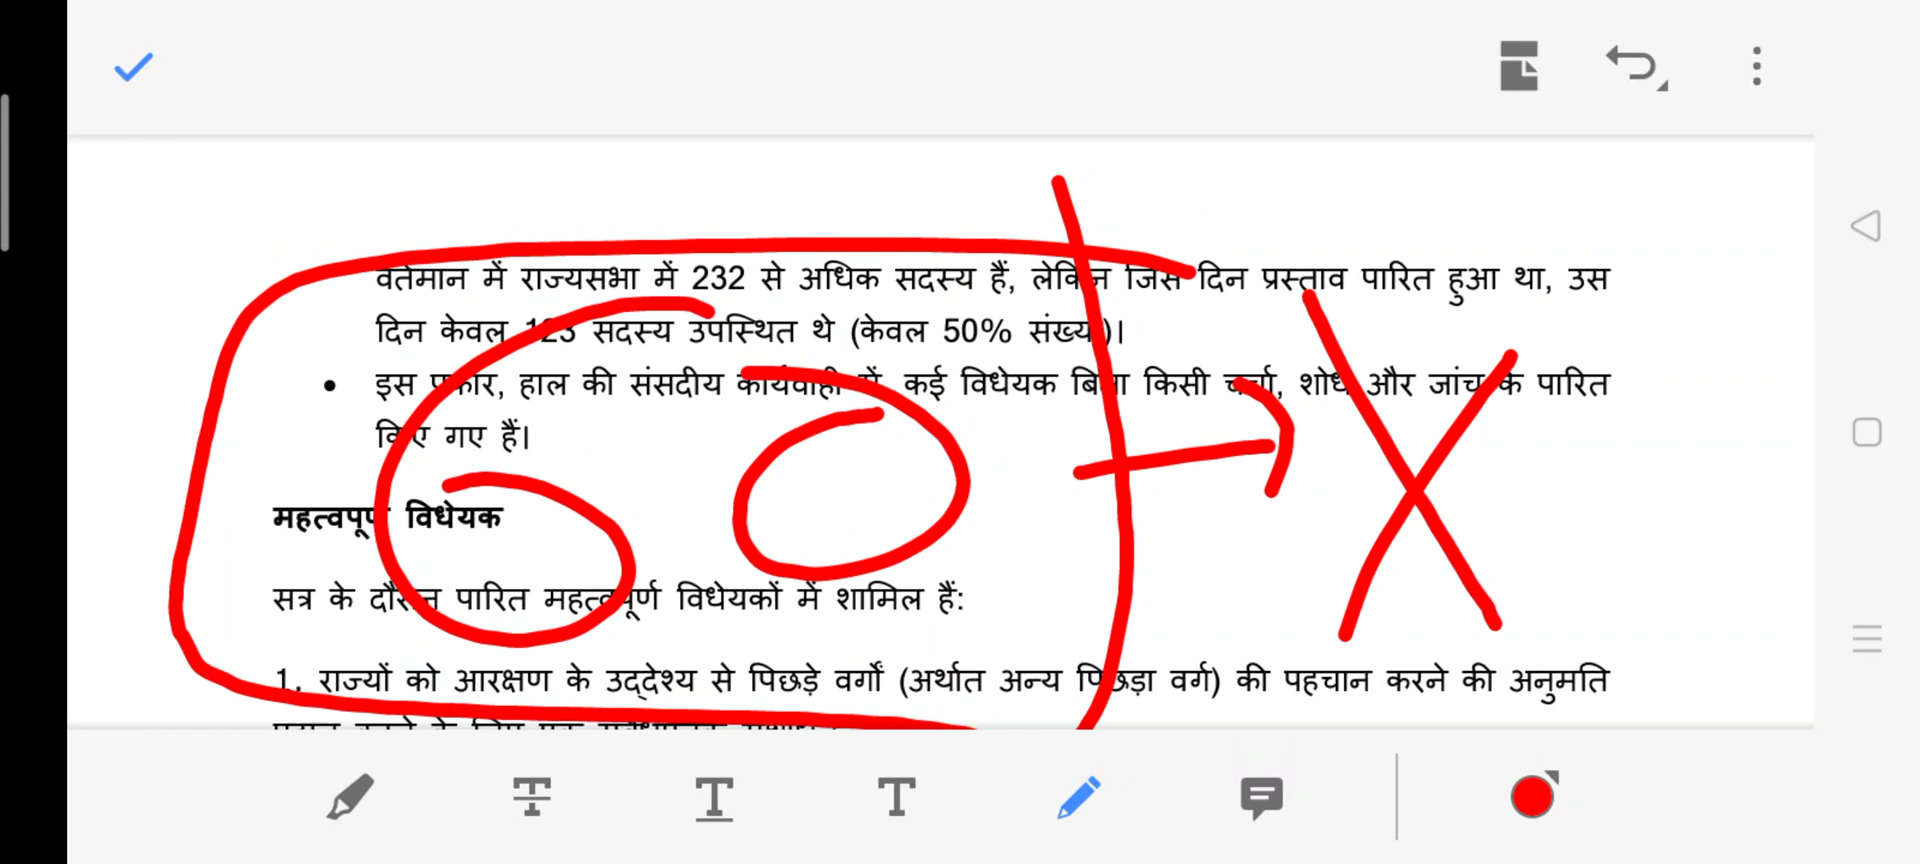 वर्तमान में राज्यसभा में 232 से अधिक सदस्य हैं, लेकिन जिस दिन प्रस्ताव पारित हुआ था, उस
दिन केवल 123 सदस्य उपस्थित थे (केवल 50% संख्या)।
• इस प्रकार, हाल की संसदीय कार्यवाही में, कई विधेयक बिना किसी चर्चा, शोध और जांच के पारित
किए गए हैं।
महत्वपूर्ण विधेयक
सत्र के दौरान पारित महत्वपूर्ण विधेयकों में शामिल हैं:
1. राज्यों को आरक्षण के उद्देश्य से पिछड़े वर्गों (अर्थात अन्य पिछड़ा वर्ग) की पहचान करने की अनुमति